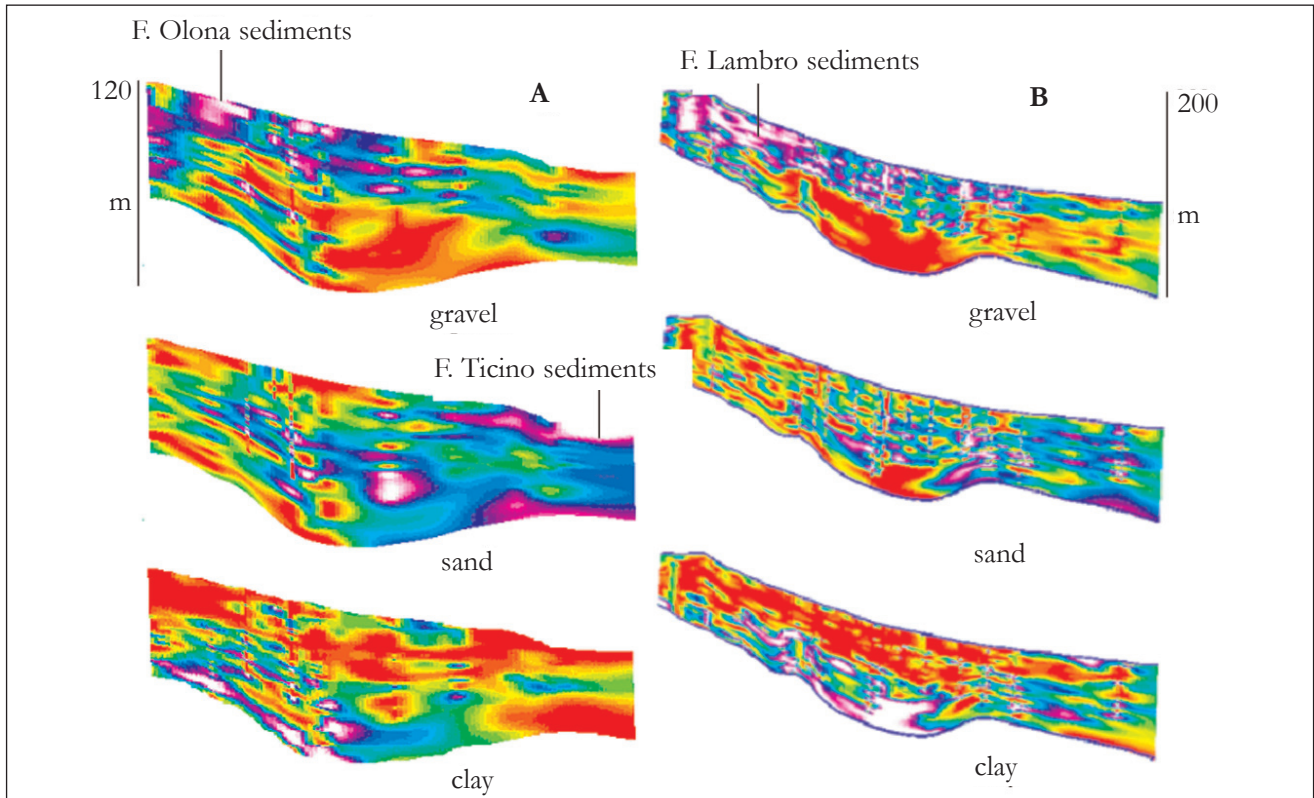 F. Olona sediments
F. Lambro sediments
120
A
B
200
m
m
gravel
gravel
F. Ticino sediments
sand
sand
clay
clay